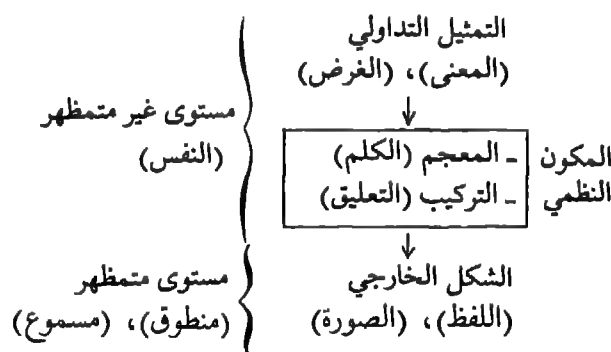 التمثيل التداولي
(المعنى)، (الغرض)
مستوى غير متمظهر
(النفس)
المكون
النظمي
ـ المعجم (الكلم)
ـ التركيب (التعليق)
الشكل الخارجي
(اللفظ)، (الصورة)
مستوى متمظهر
(منطوق)، (مسموع)